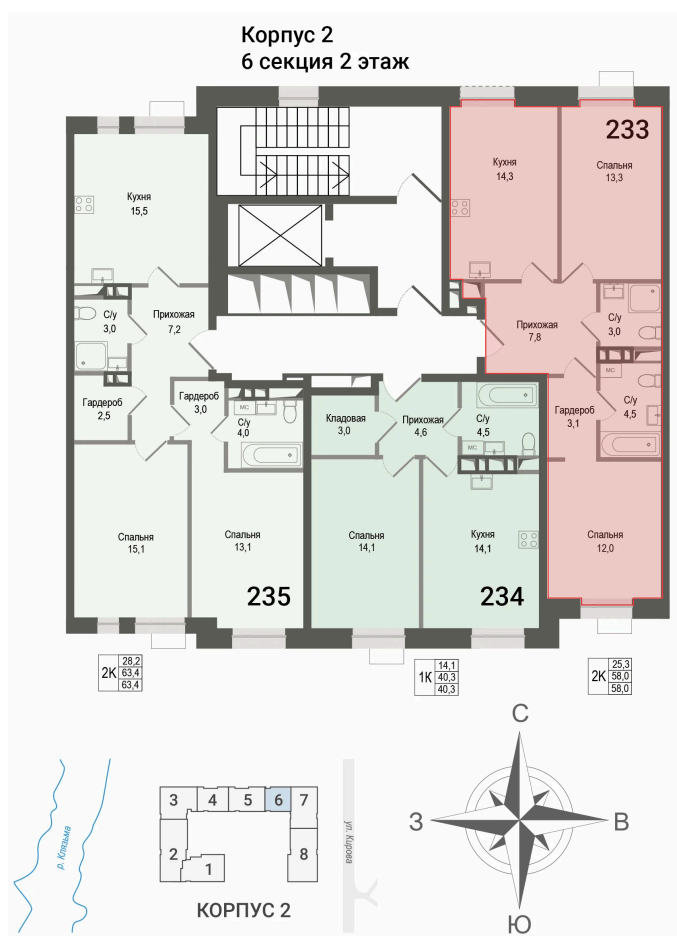 Корпус 2
6 секция 2 этаж
233
Кухня
14,3
Спальня
13,3
Кухня
15,5
С/у
3,0
Прихожая
7,2
Прихожая
7,8
С/у
3,0
Гардероб
2,5
Гардероб
3,0
МС
С/у
4,0
Кладовая
3,0
Прихожая
4,6
С/у
4,5
МС
Гардероб
3,1
МС
С/у
4,5
Спальня
15,1
Спальня
13,1
235
Спальня
14,1
Кухня
14,1
234
Спальня
12,0
2К
28,2
63,4
63,4
1К
14,1
40,3
40,3
2К
25,3
58,0
58,0
р. Клязьма
3
4
5
6
7
2
1
8
КОРПУС 2
ул. Кирова
С
З
В
Ю